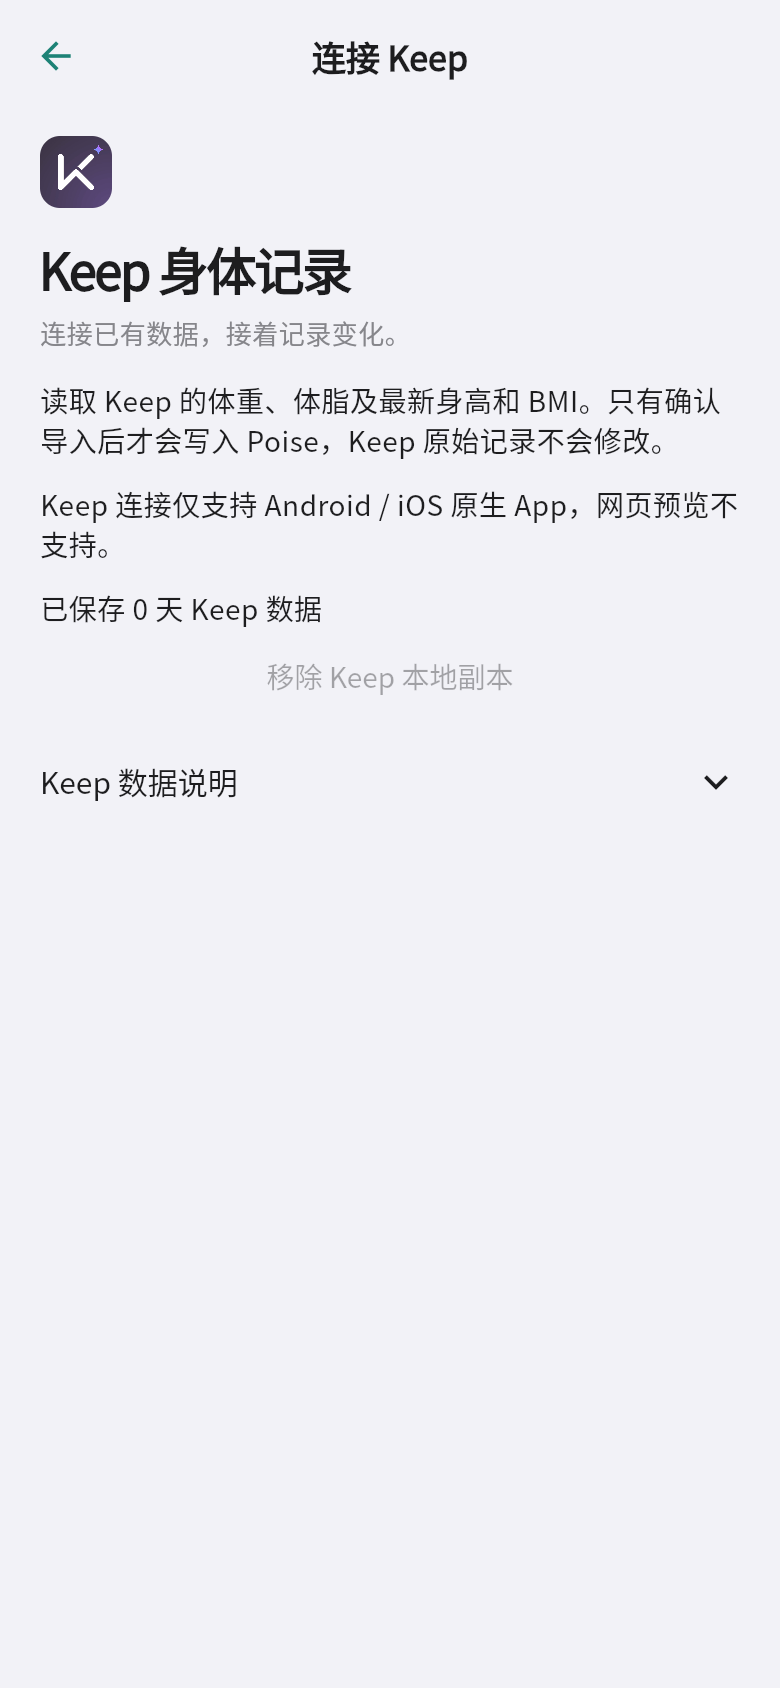 连接 Keep
Keep 身体记录
连接已有数据，接着记录变化。
读取 Keep 的体重、体脂及最新身高和 BMI。只有确认
导入后才会写入 Poise，Keep 原始记录不会修改。
Keep 连接仅支持 Android / iOS 原生 App，网页预览不
支持。
已保存 0 天 Keep 数据
移除 Keep 本地副本
Keep 数据说明